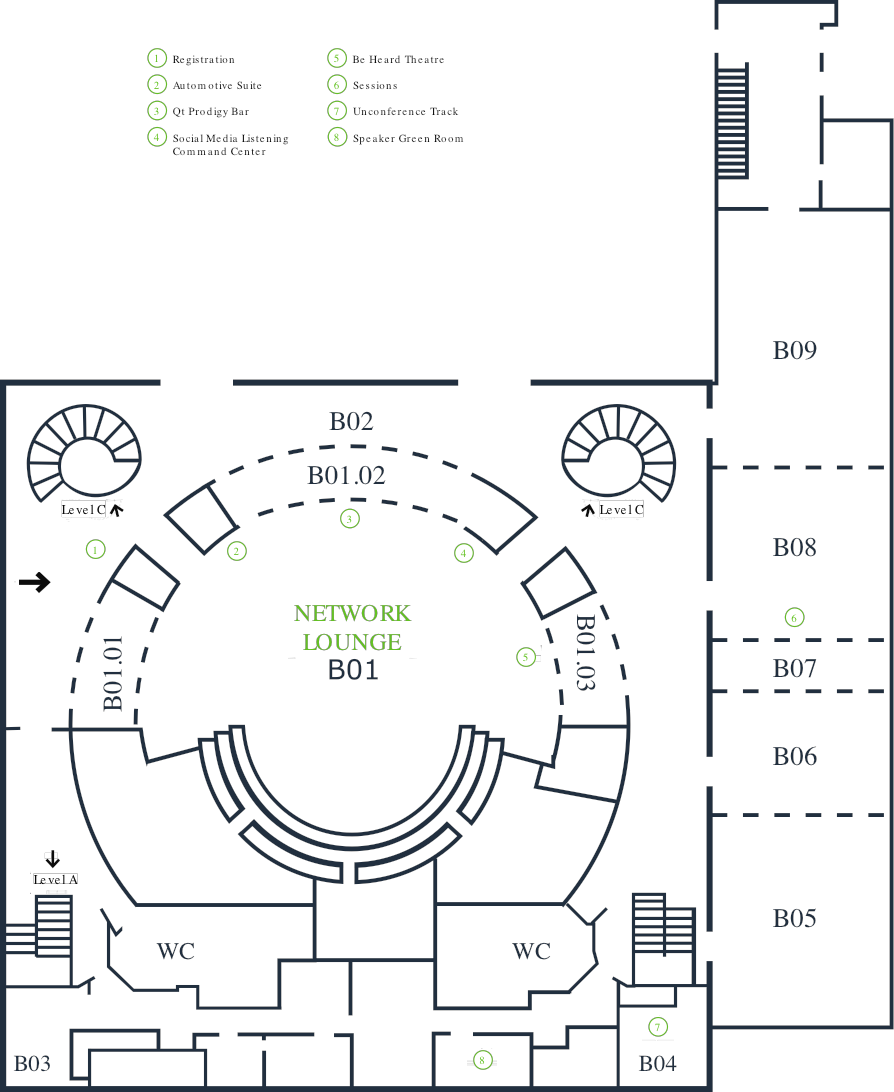 1 Registration
2 Automotive Suite
3 Qt Prodigy Bar
4 Social Media Listening
Command Center
5 Be Heard Theatre
6 Sessions
7 Unconference Track
8 Speaker Green Room
B09
B02
B01.02
Level C
Level C
3
1
2
4
B08
NETWORK
LOUNGE
B01
B01.01
B01.03
5
6
B07
B06
Level A
B05
WC
WC
7
8
B03
B04